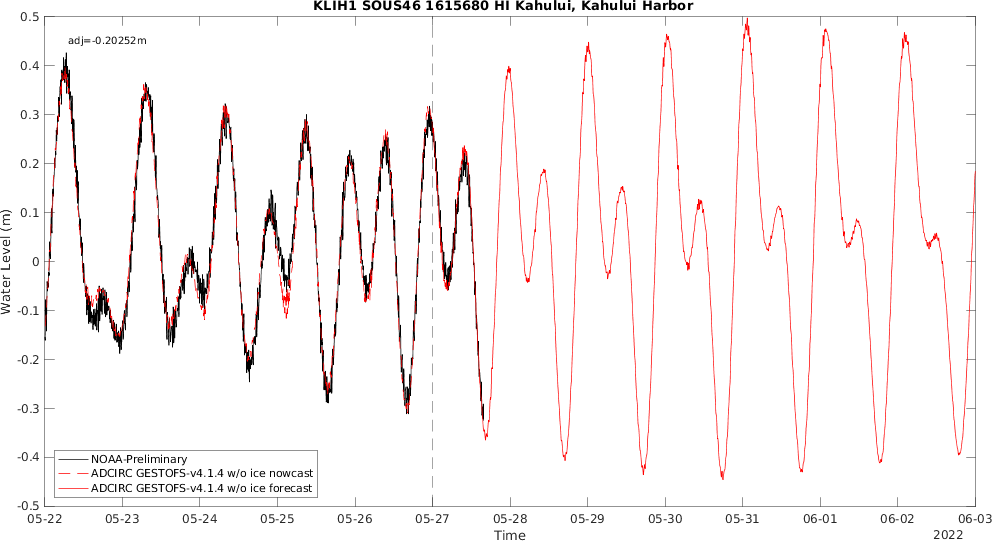 KLIH1 SOUS46 1615680 HI Kahului, Kahului Harbor
adj=-0.20252m
0.5
0.4
0.3
0.2
0.1
0
-0.1
-0.2
-0.3
-0.4
-0.5
Water Level (m)
NOAA-Preliminary
ADCIRC GESTOFS-v4.1.4 w/o ice nowcast
ADCIRC GESTOFS-v4.1.4 w/o ice forecast
05-22 05-23 05-24 05-25 05-26 05-27 05-28 05-29 05-30 05-31 06-01 06-02 06-03
Time
2022